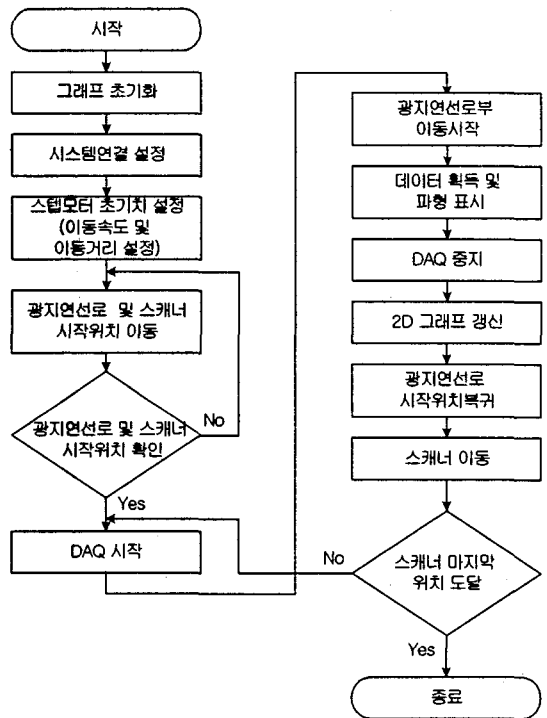 시작
그래프 초기화
시스템연결 설정
스텝모터 초기치 설정
(이동속도 및
이동거리 설정)
광지연선로 및 스캐너
시작위치 이동
광지연선로 및 스캐너
시작위치 확인
No
Yes
DAQ 시작
광지연선로부
이동시작
데이터 획득 및
파형 표시
DAQ 중지
2D 그래프 갱신
광지연선로
시작위치복귀
스캐너 이동
스캐너 마지막
위치 도달
No
Yes
종료